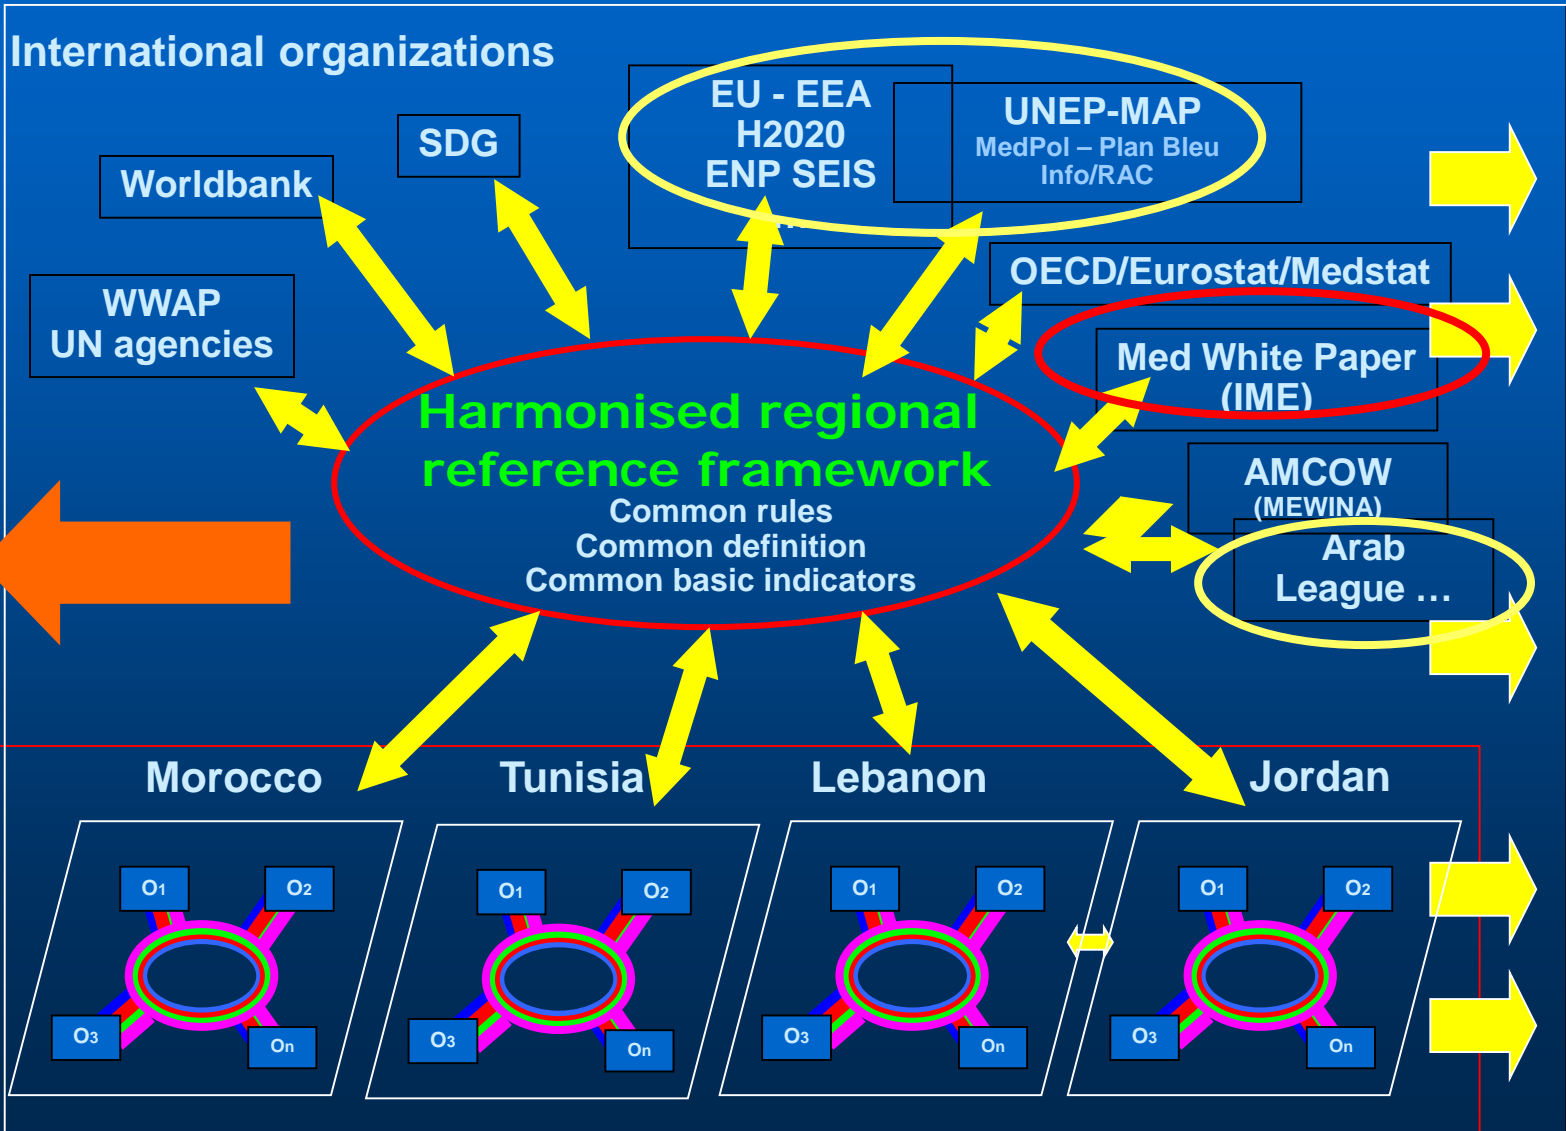 International organizations
EU - EEA
H2020
ENP SEIS
...
UNEP-MAP
MedPol – Plan Bleu
Info/RAC
SDG
Worldbank
WWAP
UN agencies
OECD/Eurostat/Medstat
Med White Paper
(IME)
AMCOW
(MEWINA)
Arab
League ...
Harmonised regional
reference framework
Common rules
Common definition
Common basic indicators
Morocco
Tunisia
Lebanon
Jordan
O1
O2
O3
On
O1
O2
O3
On
O1
O2
O3
On
O1
O2
O3
On